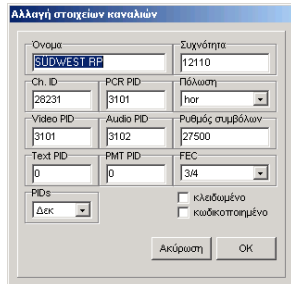 Αλλαγή στοιχείων καναλιών
Όνομα Συχνότητα
SÜDWEST RP 12110
Ch. ID PCR PID Πόλωση
28231 3101 hor
Video PID Audio PID Ρυθμός συμβόλων
3101 3102 27500
Text PID PMT PID FEC
0 0 3/4
PIDs
Δεκ
κλειδωμένο
κωδικοποιημένο
Ακύρωση OK